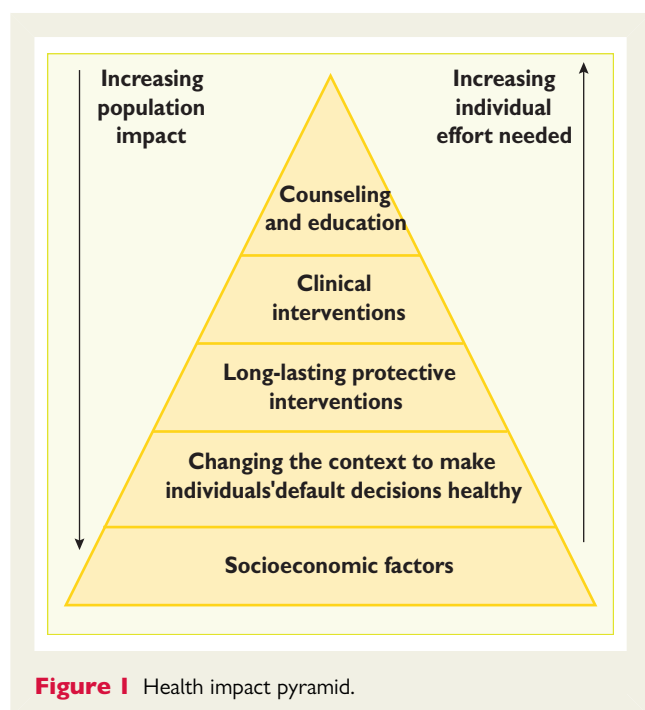 Increasing
population
impact
Increasing
individual
effort needed
Counseling
and education
Clinical
interventions
Long-lasting protective
interventions
Changing the context to make
individuals'default decisions healthy
Socioeconomic factors
Figure 1 Health impact pyramid.